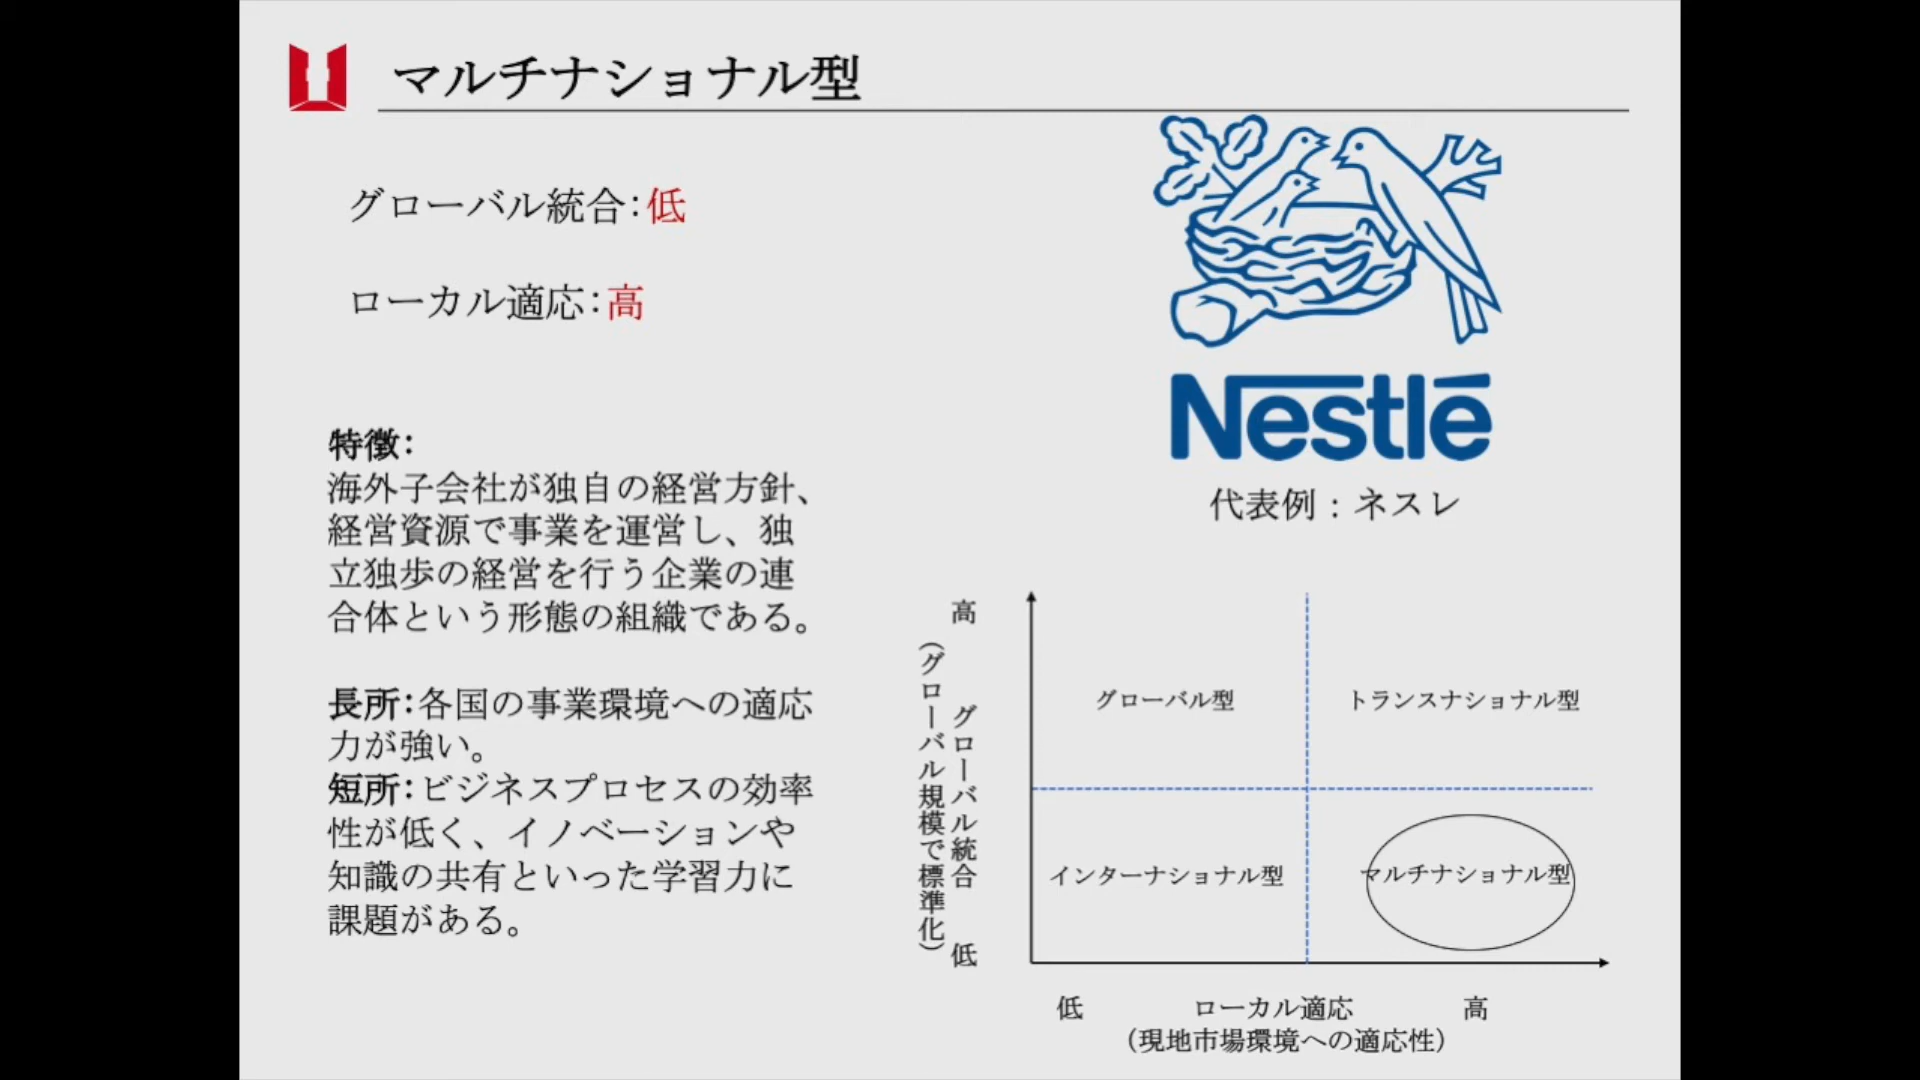 マルチナショナル型
グローバル統合:低
ローカル適応:高
特徴:
海外子会社が独自の経営方針、
経営資源で事業を運営し、独
立独歩の経営を行う企業の連
合体という形態の組織である。
長所:各国の事業環境への適応
力が強い。
短所:ビジネスプロセスの効率
性が低く、イノベーションや
知識の共有といった学習力に
課題がある。
Nestlé
代表例：ネスレ
高
グローバル統合
（グローバル規模で標準化）
低
グローバル型
トランスナショナル型
インターナショナル型
マルチナショナル型
低
ローカル適応
高
（現地市場環境への適応性）